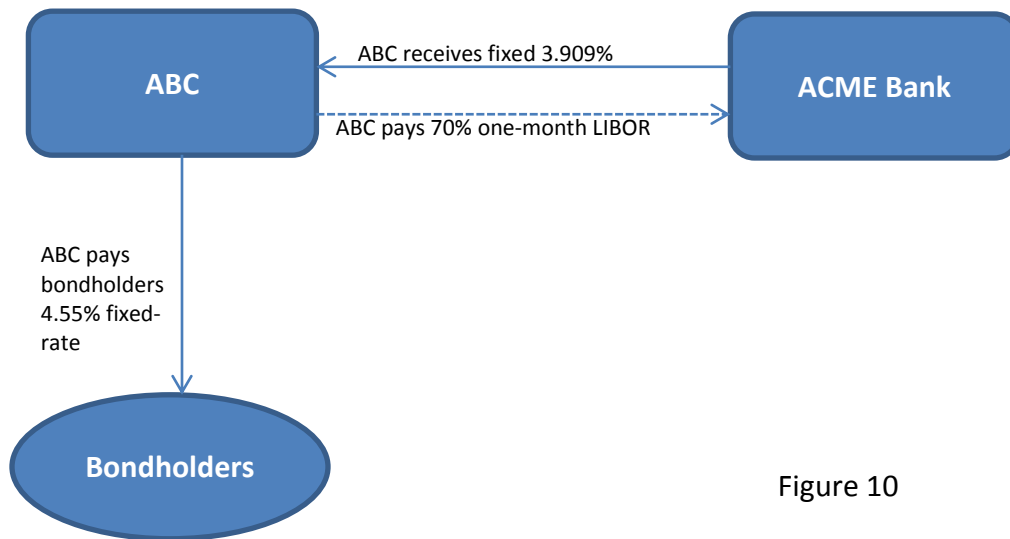 ABC
ABC receives fixed 3.909%
ACME Bank
ABC pays 70% one-month LIBOR
ABC pays
bondholders
4.55% fixed-
rate
Bondholders
Figure 10